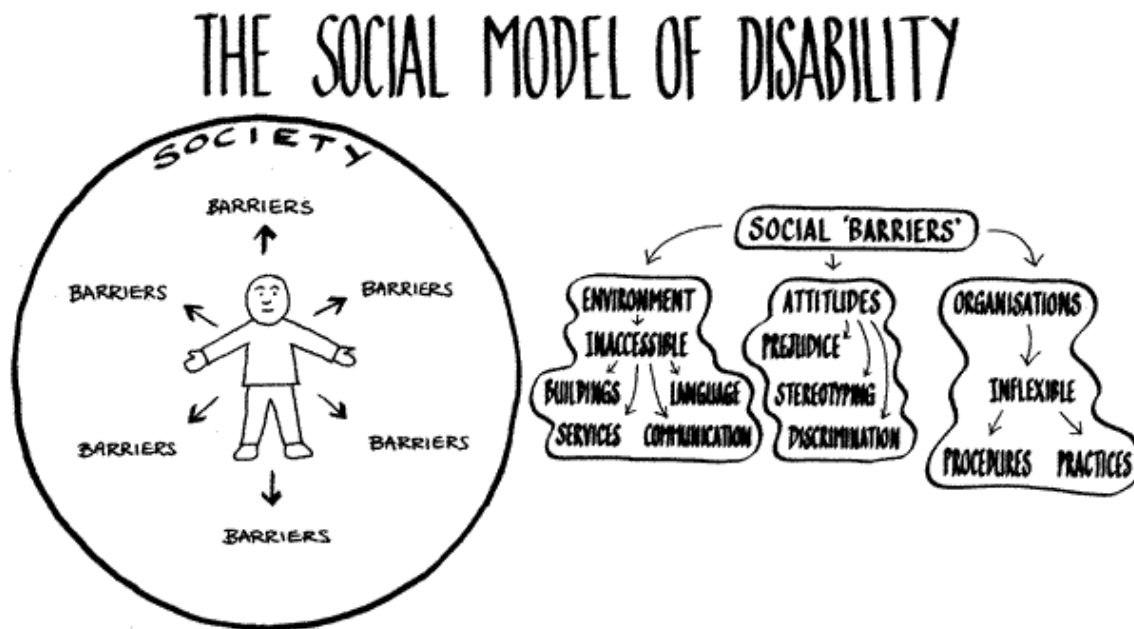 THE SOCIAL MODEL OF DISABILITY
SOCIETY
BARRIERS
BARRIERS
BARRIERS
BARRIERS
BARRIERS
BARRIERS
SOCIAL 'BARRIERS'
ENVIRONMENT
INACCESSIBLE
BUILDINGS
LANGUAGE
SERVICES
COMMUNICATION
ATTITUDES
PREJUDICE
STEREOTYPING
DISCRIMINATION
ORGANISATIONS
INFLEXIBLE
PROCEDURES
PRACTICES